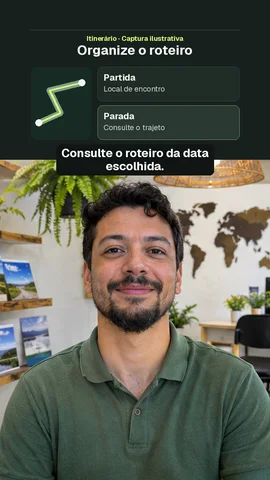 Itinerário · Captura ilustrativa
Organize o roteiro
Partida
Local de encontro
Parada
Consulte o trajeto
Consulte o roteiro da data
escolhida.